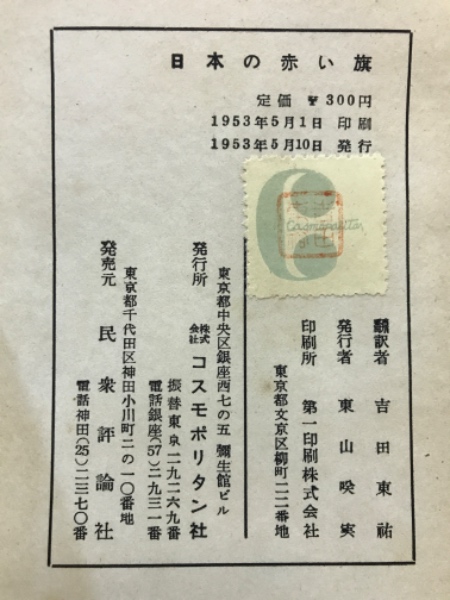 日本の赤い旗
定価 ¥300円
1953年5月1日 印刷
1953年5月10日 発行
Cosmopolitan
翻訳者 吉田東祐
発行者 東山㬢実
印刷所 第一印刷株式会社
東京都文京区柳町二二番地
東京都中央区銀座西七の五 彌生館ビル
発行所 株式会社 コスモポリタン社
振替東京二九二六九番
電話銀座(57)二九三一番
東京都千代田区神田小川町二の一〇番地
発売元 民衆評論社
電話神田(25)二三七〇番